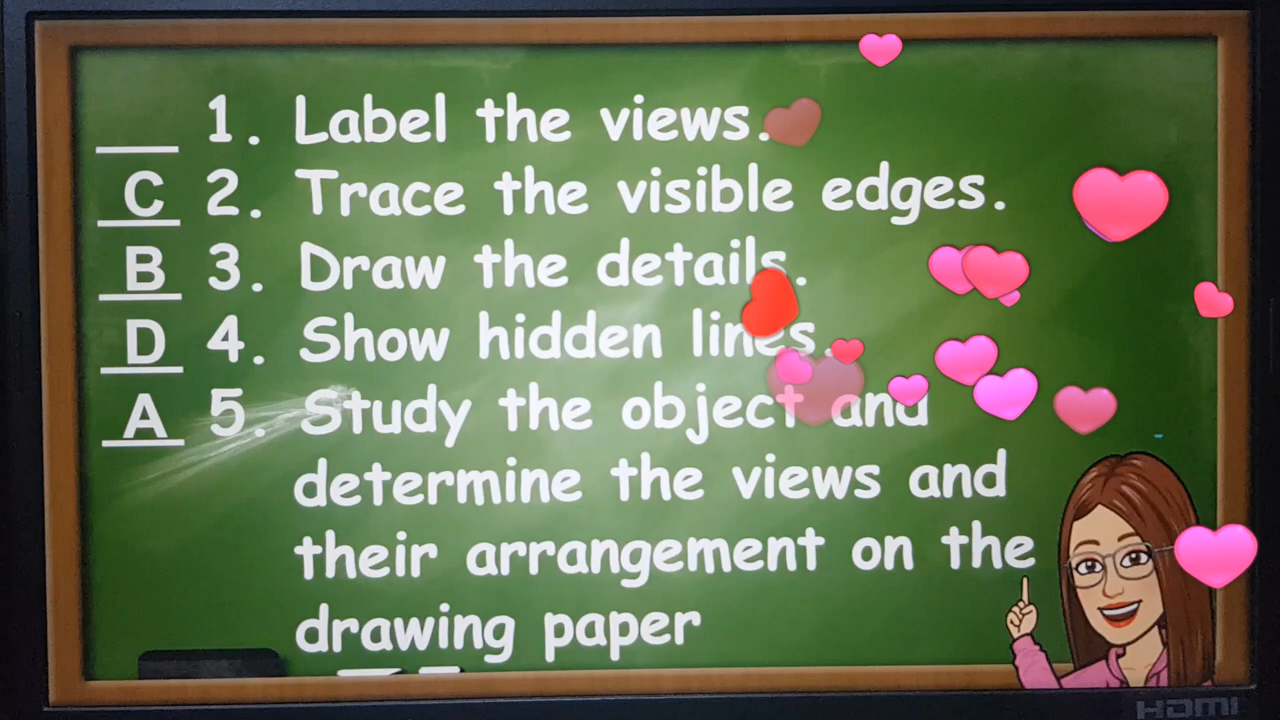 ___ 1. Label the views.
C 2. Trace the visible edges.
B 3. Draw the details.
D 4. Show hidden lines.
A 5. Study the object and
determine the views and
their arrangement on the
drawing paper
HDMI